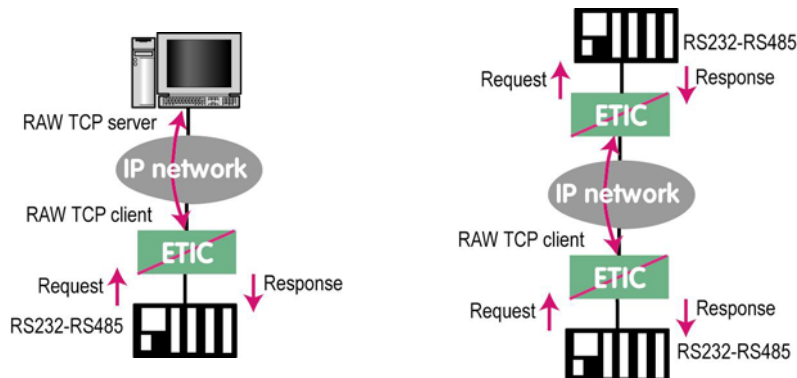 RAW TCP server
IP network
RAW TCP client
ETIC
Request
Response
RS232-RS485
RS232-RS485
Request
Response
ETIC
IP network
RAW TCP client
ETIC
Request
Response
RS232-RS485